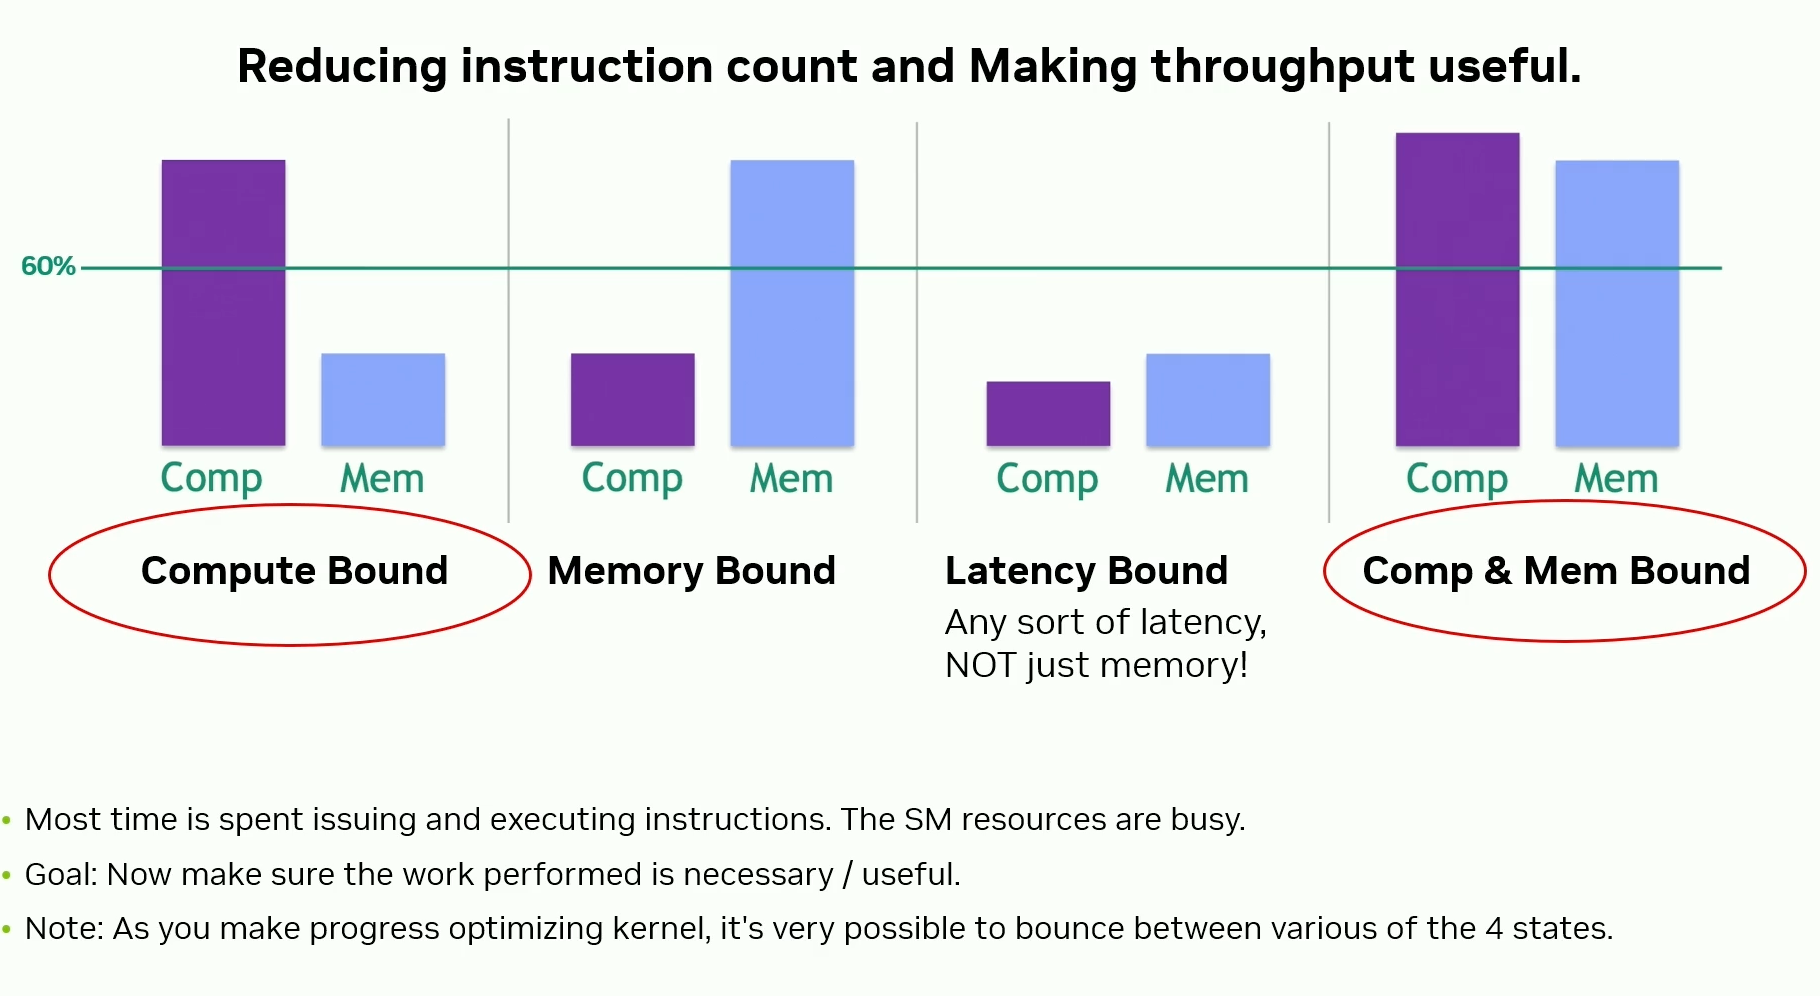 Reducing instruction count and Making throughput useful.
60%
Comp Mem Comp Mem Comp Mem Comp Mem
Compute Bound Memory Bound Latency Bound Comp & Mem Bound
Any sort of latency,
NOT just memory!
• Most time is spent issuing and executing instructions. The SM resources are busy.
• Goal: Now make sure the work performed is necessary / useful.
• Note: As you make progress optimizing kernel, it's very possible to bounce between various of the 4 states.